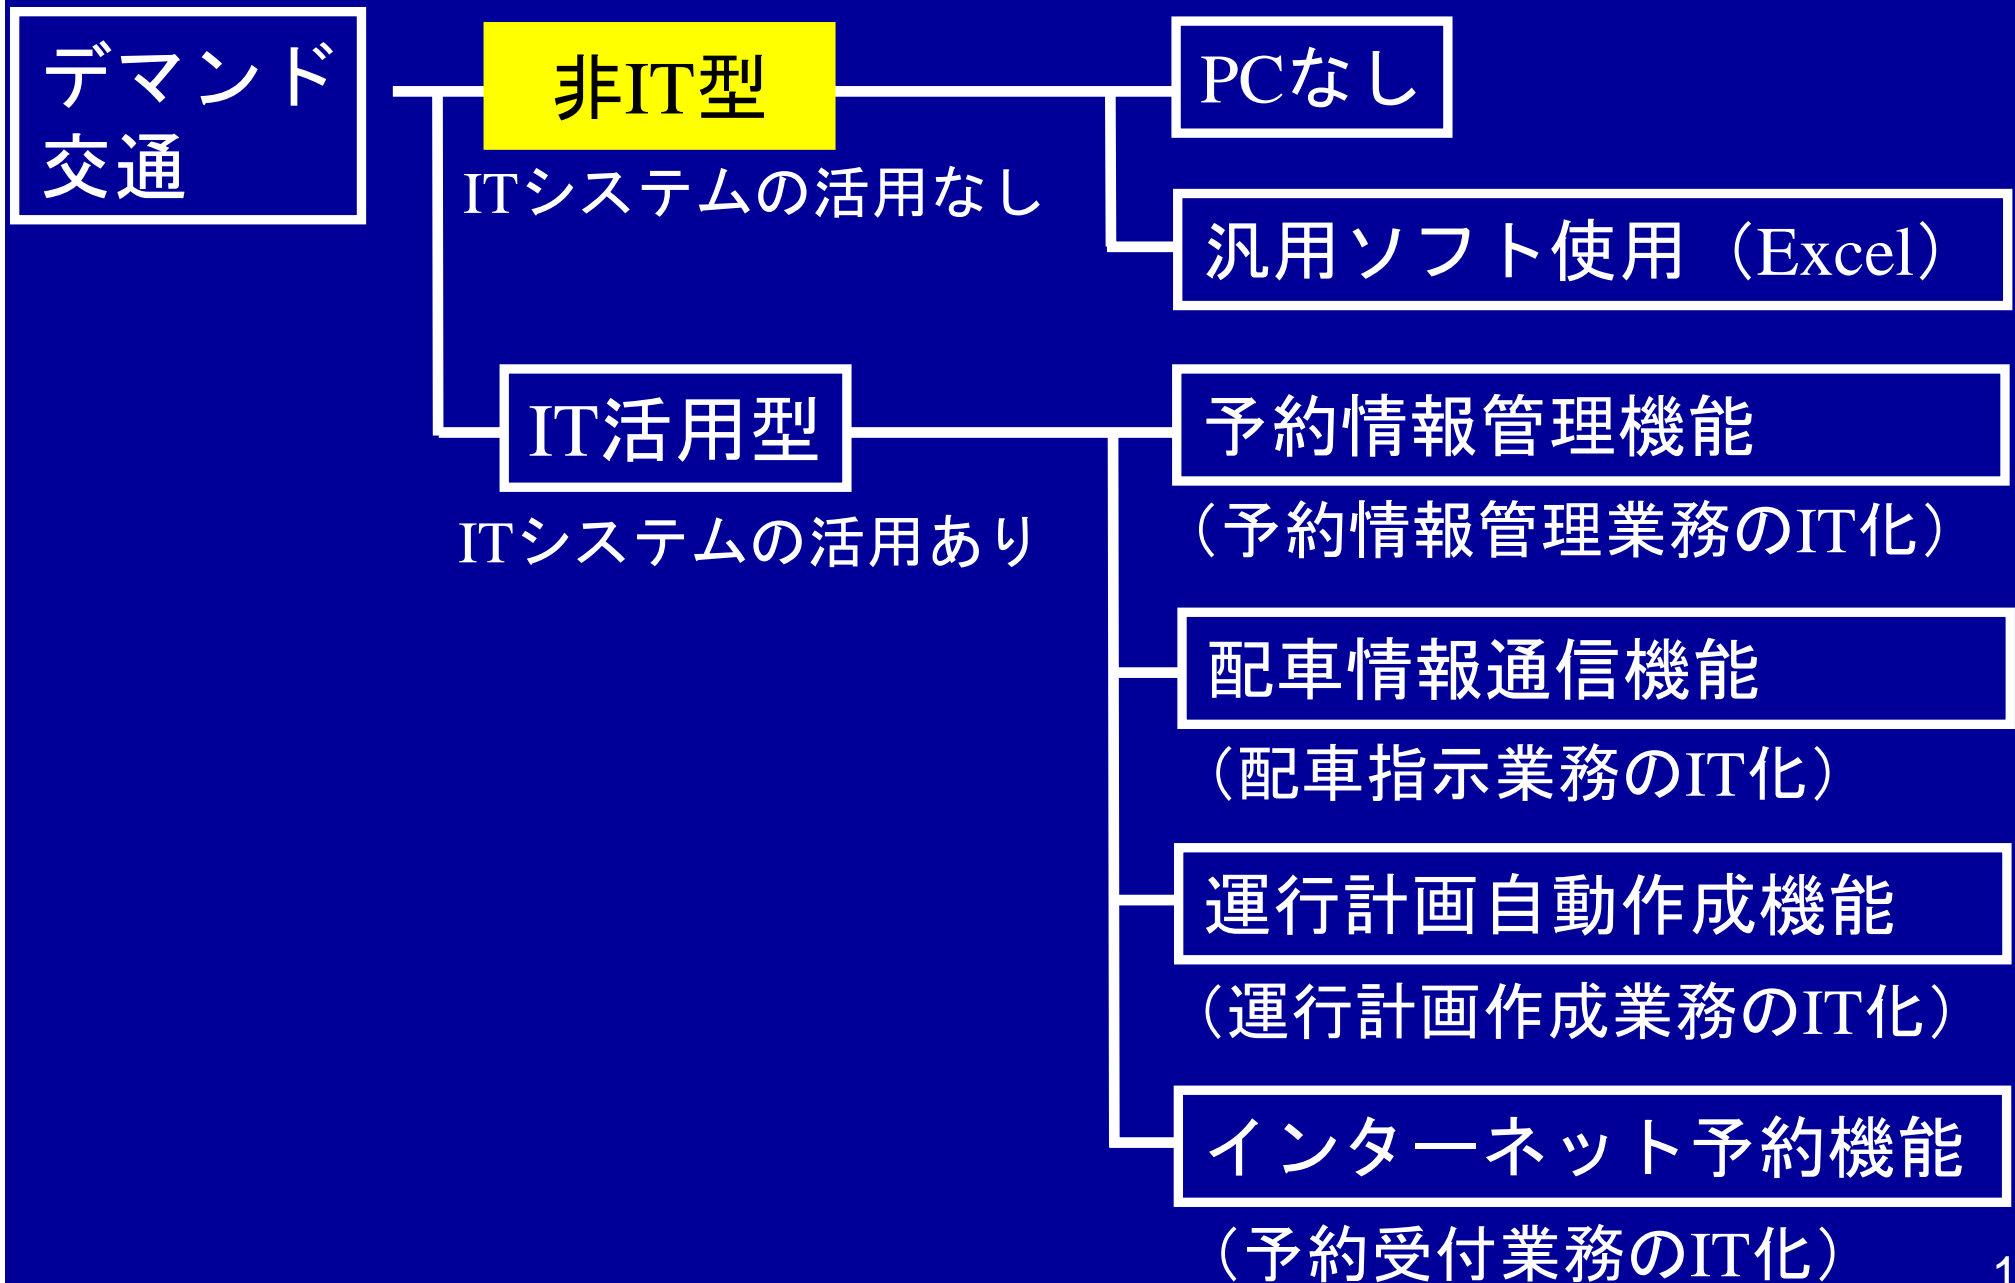 デマンド
交通
非IT型
ITシステムの活用なし
PCなし
汎用ソフト使用（Excel）
IT活用型
ITシステムの活用あり
予約情報管理機能
（予約情報管理業務のIT化）
配車情報通信機能
（配車指示業務のIT化）
運行計画自動作成機能
（運行計画作成業務のIT化）
インターネット予約機能
（予約受付業務のIT化）